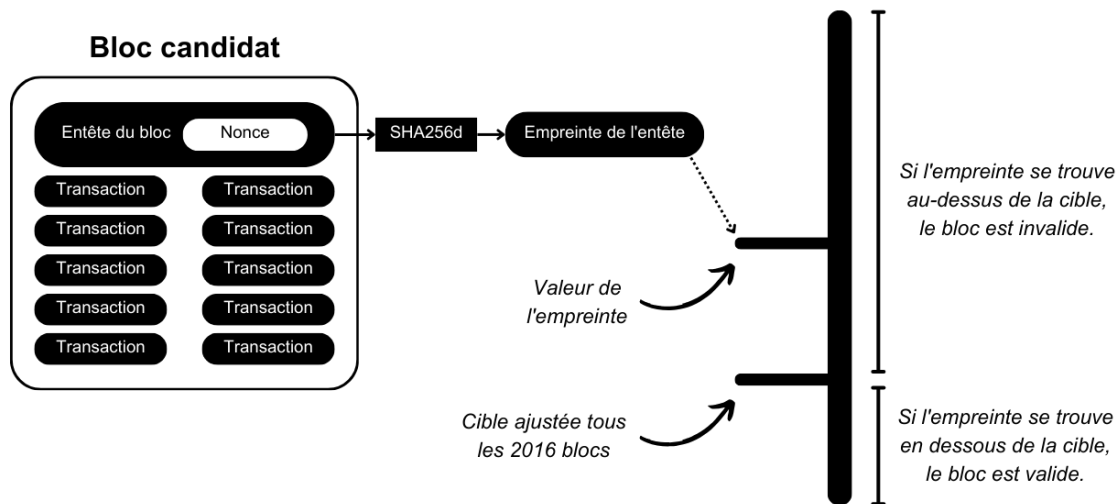 Bloc candidat
Entête du bloc
Nonce
SHA256d
Empreinte de l'entête
Transaction
Transaction
Transaction
Transaction
Transaction
Transaction
Transaction
Transaction
Transaction
Transaction
Valeur de
l'empreinte
Cible ajustée tous
les 2016 blocs
Si l'empreinte se trouve
au-dessus de la cible,
le bloc est invalide.
Si l'empreinte se trouve
en dessous de la cible,
le bloc est valide.